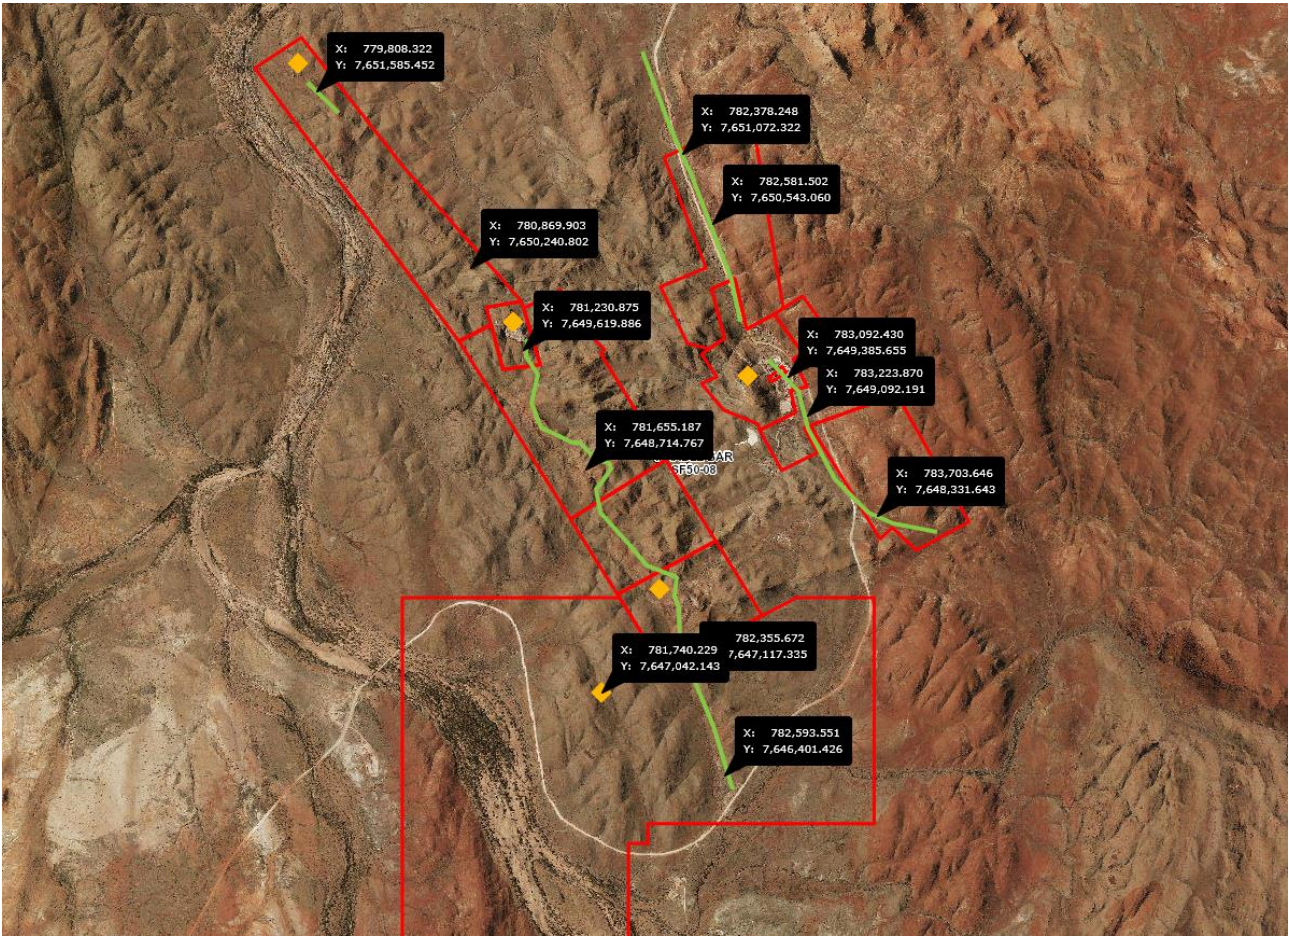 X: 779,808.322
Y: 7,651,585.452
X: 782,378.248
Y: 7,651,072.322
X: 782,581.502
Y: 7,650,543.060
X: 780,869.903
Y: 7,650,240.802
X: 781,230.875
Y: 7,649,619.886
X: 783,092.430
Y: 7,649,385.655
X: 783,223.870
Y: 7,649,092.191
X: 781,655.187
Y: 7,648,714.767
SF50-08
X: 783,703.646
Y: 7,648,331.643
782,355.672
7,647,117.335
X: 781,740.229
Y: 7,647,042.143
X: 782,593.551
Y: 7,646,401.426